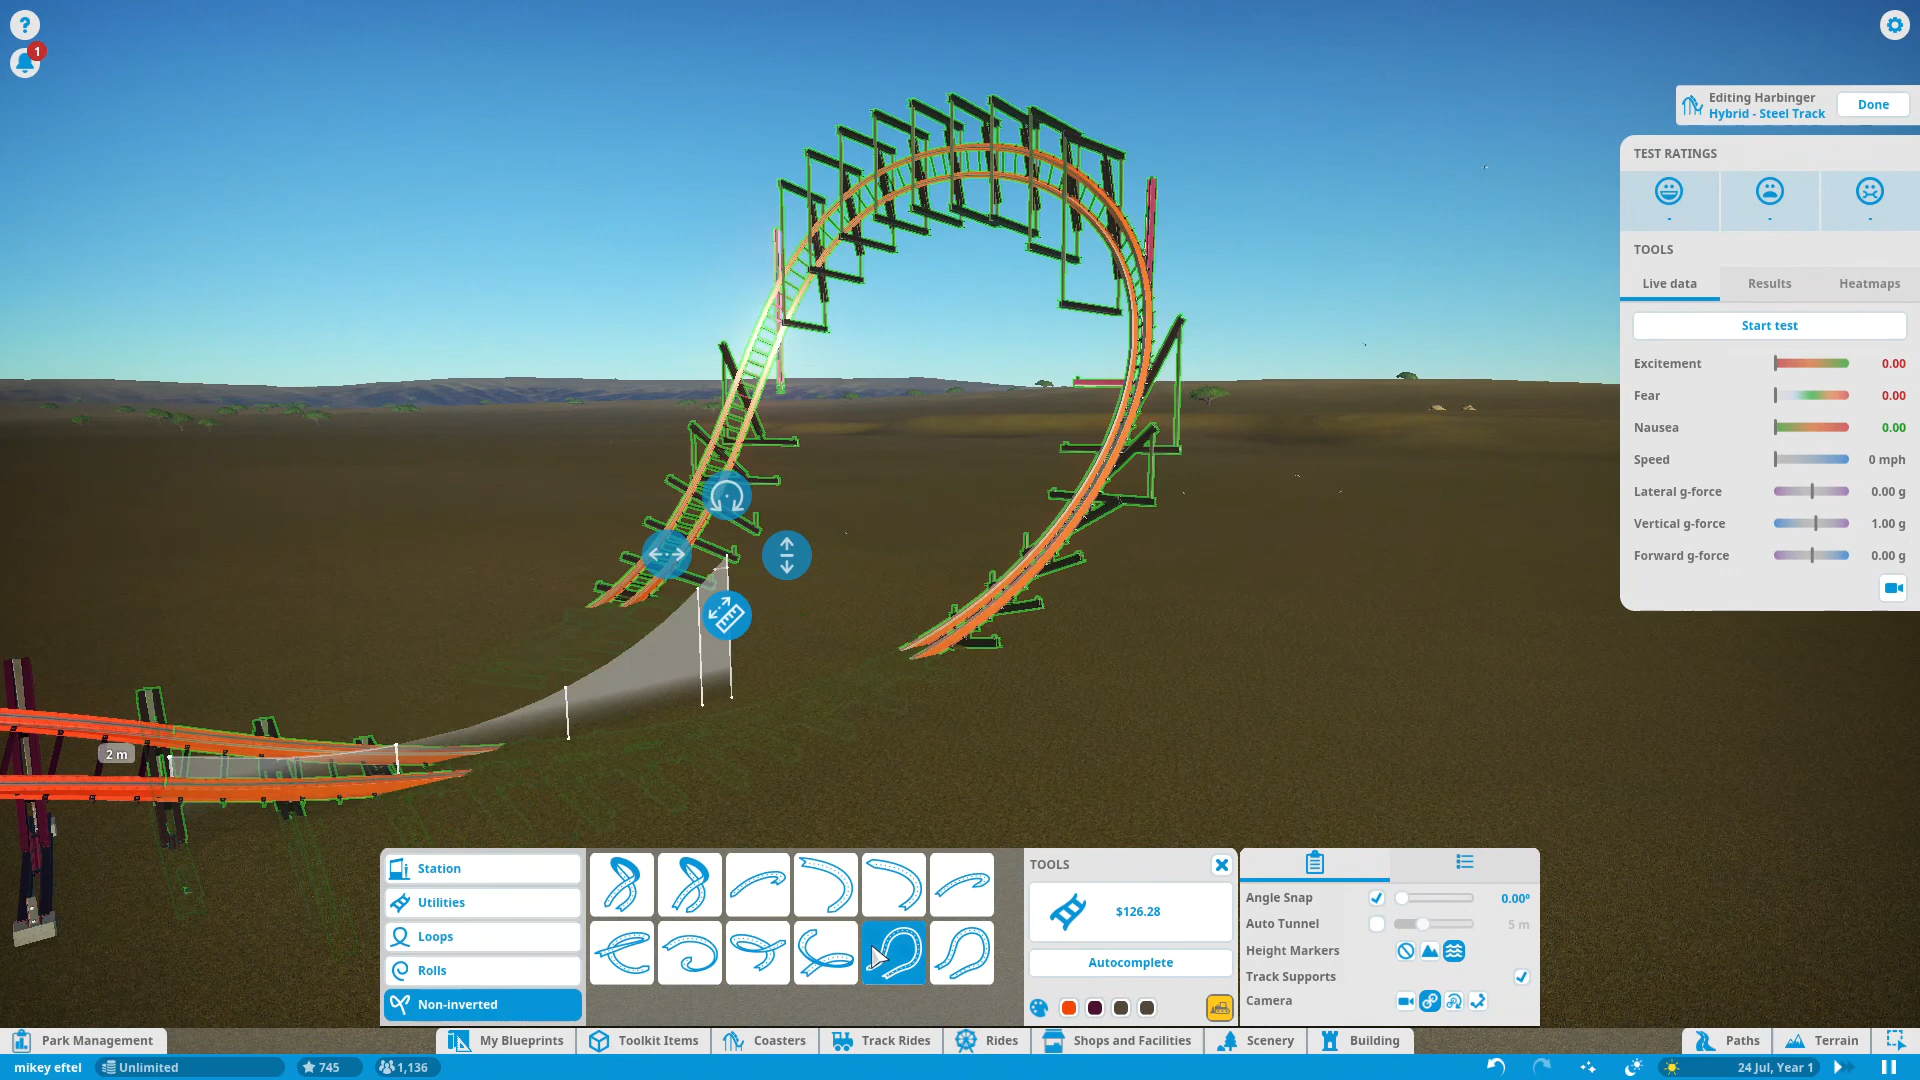 ?
1
Editing Harbinger
Hybrid - Steel Track
Done
TEST RATINGS
-
-
-
TOOLS
Live data
Results
Heatmaps
Start test
Excitement
0.00
Fear
0.00
Nausea
0.00
Speed
0 mph
Lateral g-force
0.00 g
Vertical g-force
1.00 g
Forward g-force
0.00 g
2 m
Station
Utilities
Loops
Rolls
Non-inverted
TOOLS
$126.28
Autocomplete
Angle Snap
0.00°
Auto Tunnel
5 m
Height Markers
Track Supports
Camera
Park Management
My Blueprints
Toolkit Items
Coasters
Track Rides
Rides
Shops and Facilities
Scenery
Building
Paths
Terrain
mikey eftel
Unlimited
745
1,136
24 Jul, Year 1